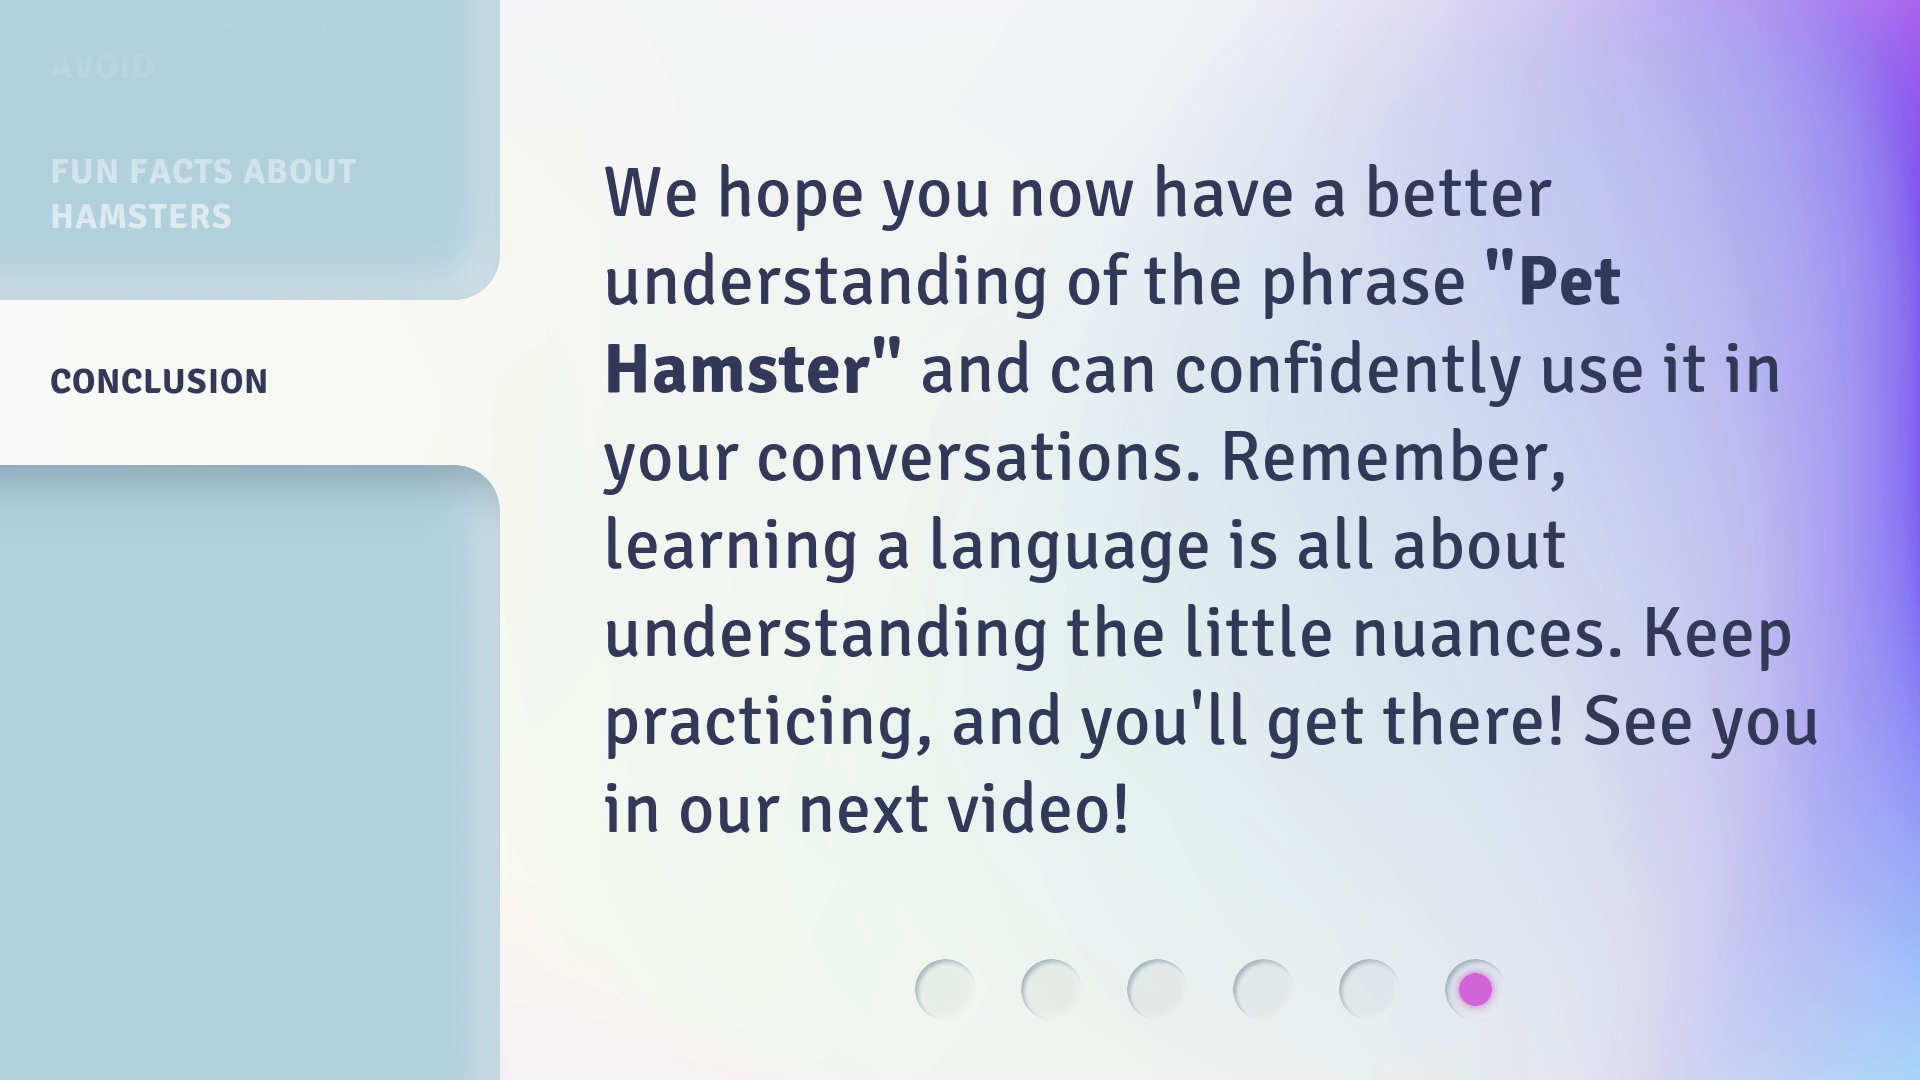 AVOID
FUN FACTS ABOUT
HAMSTERS
CONCLUSION
We hope you now have a better
understanding of the phrase "Pet
Hamster" and can confidently use it in
your conversations. Remember,
learning a language is all about
understanding the little nuances. Keep
practicing, and you'll get there! See you
in our next video!